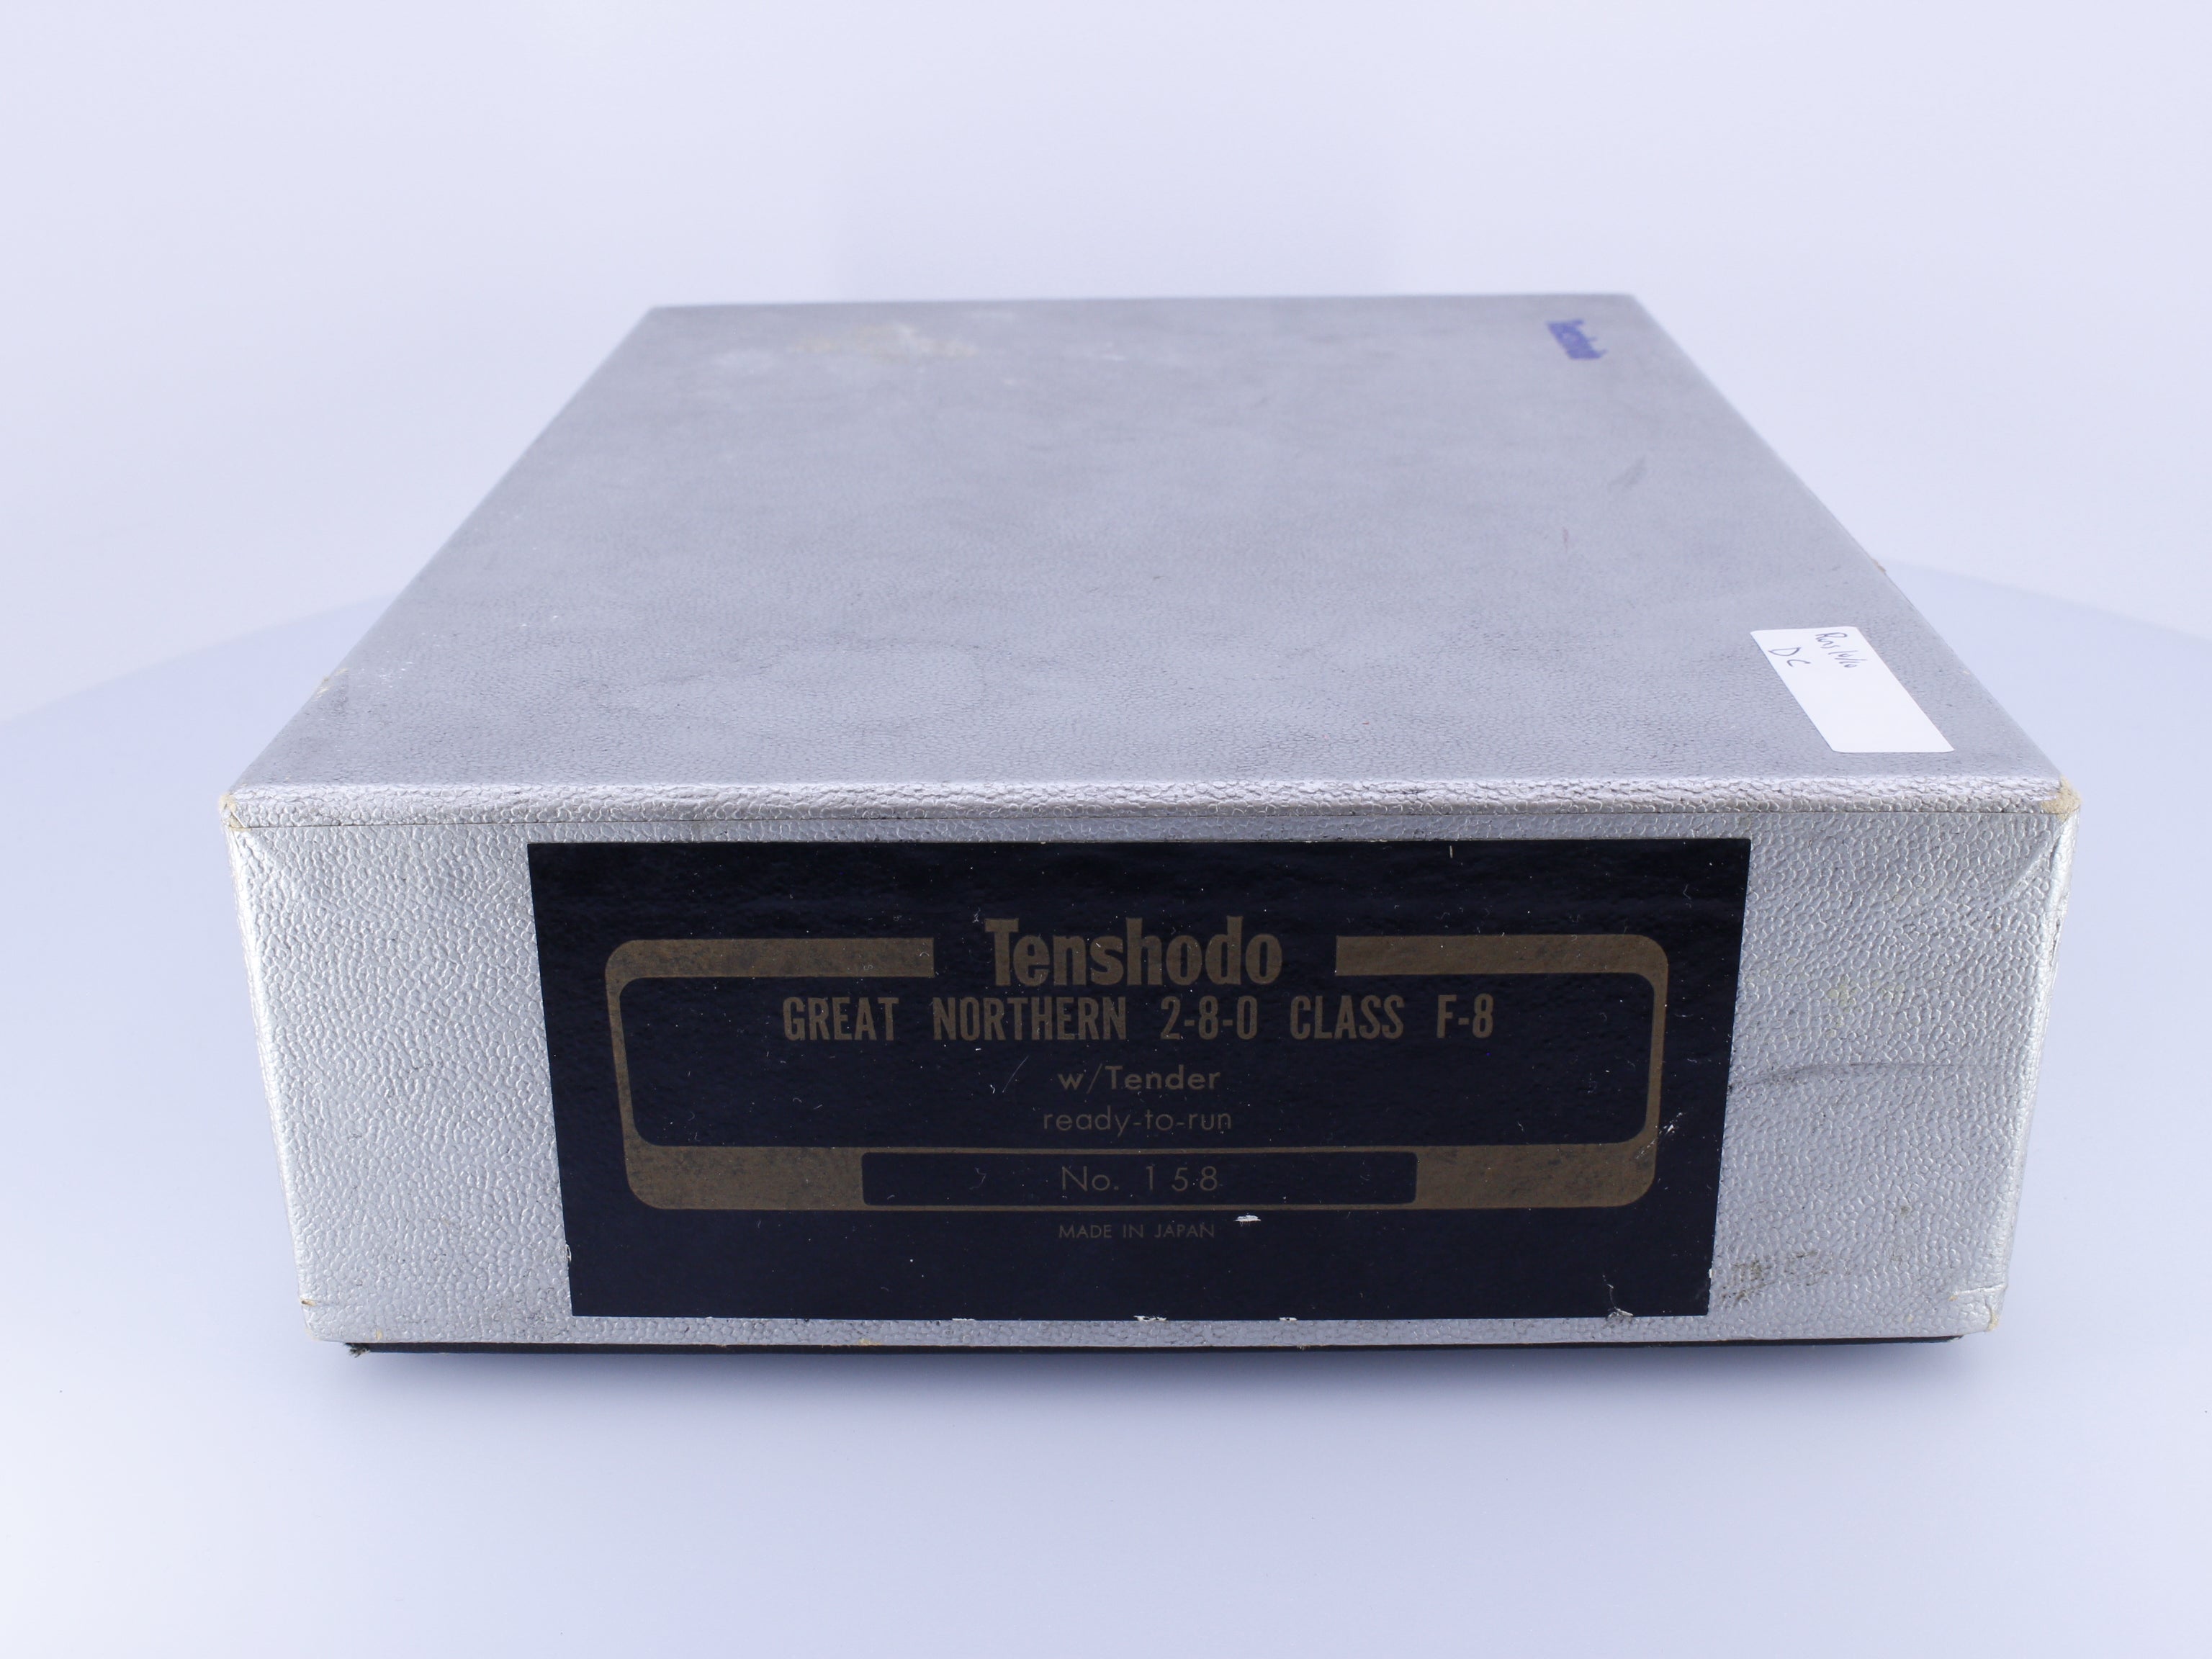 DC
Tenshodo
GREAT NORTHERN 2-8-0 CLASS F-8
w/Tender
ready-to-run
No. 158
MADE IN JAPAN